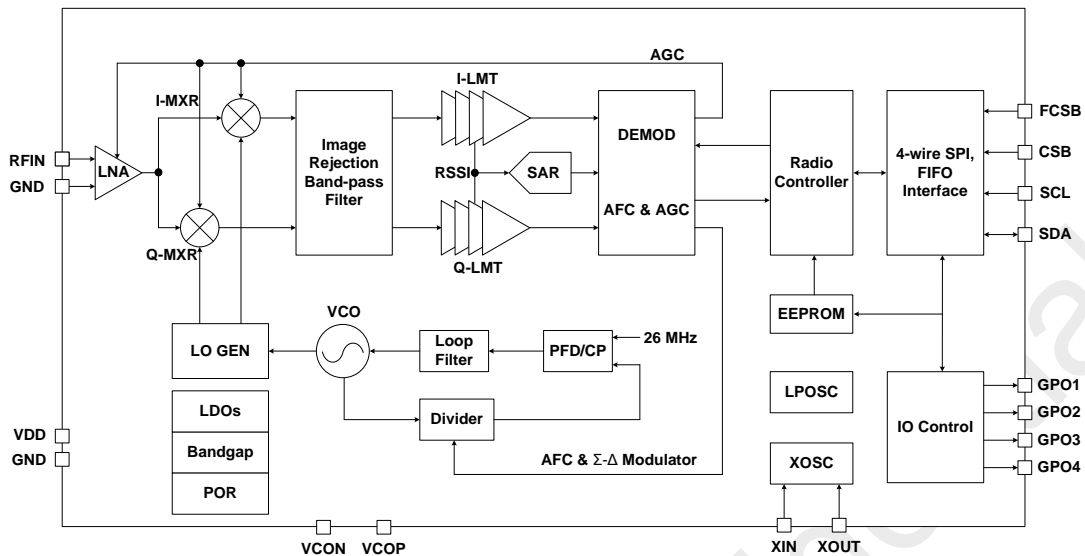 AGC
I-LMT
I-MXR
FCSB
RFIN
LNA
GND
Image
Rejection
Band-pass
Filter
RSSI
SAR
DEMOD
AFC & AGC
Radio
Controller
4-wire SPI,
FIFO
Interface
CSB
SCL
SDA
Q-MXR
Q-LMT
VCO
EEPROM
LO GEN
Loop
Filter
PFD/CP
26 MHz
LDOs
Bandgap
POR
Divider
AFC & Σ-Δ Modulator
LPOSC
XOSC
IO Control
GPO1
GPO2
GPO3
GPO4
VDD
GND
VCON
VCOP
XIN
XOUT